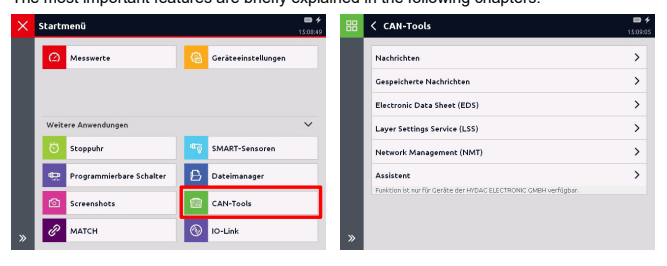 The most important features are briefly explained in the following chapters.
Startmenü
15:08:49
Messwerte
Geräteeinstellungen
Weitere Anwendungen
Stoppuhr
SMART-Sensoren
Programmierbare Schalter
Dateimanager
Screenshots
CAN-Tools
MATCH
IO-Link
CAN-Tools
15:09:05
Nachrichten
Gespeicherte Nachrichten
Electronic Data Sheet (EDS)
Layer Settings Service (LSS)
Network Management (NMT)
Assistent
Funktion ist nur für Geräte der HYDAC ELECTRONIC GMBH verfügbar.